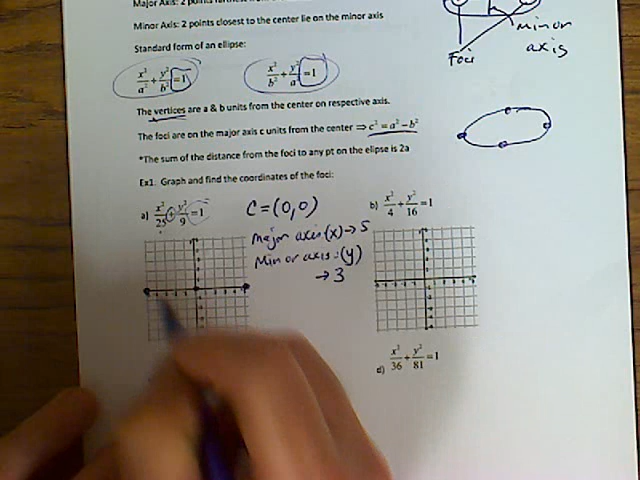 Major Axis: 2 points
Minor Axis: 2 points closest to the center lie on the minor axis
minor
axis
Foci
Standard form of an ellipse:
x²/a² + y²/b² = 1
x²/b² + y²/a² = 1
The vertices are a & b units from the center on respective axis.
The foci are on the major axis c units from the center ⇒ c² = a² − b²
*The sum of the distance from the foci to any pt on the elipse is 2a
Ex1: Graph and find the coordinates of the foci:
a) x²/25 + y²/9 = 1
C = (0,0)
b) x²/4 + y²/16 = 1
Major axis (x) → 5
Minor axis: (y)
→ 3
d) x²/36 + y²/81 = 1